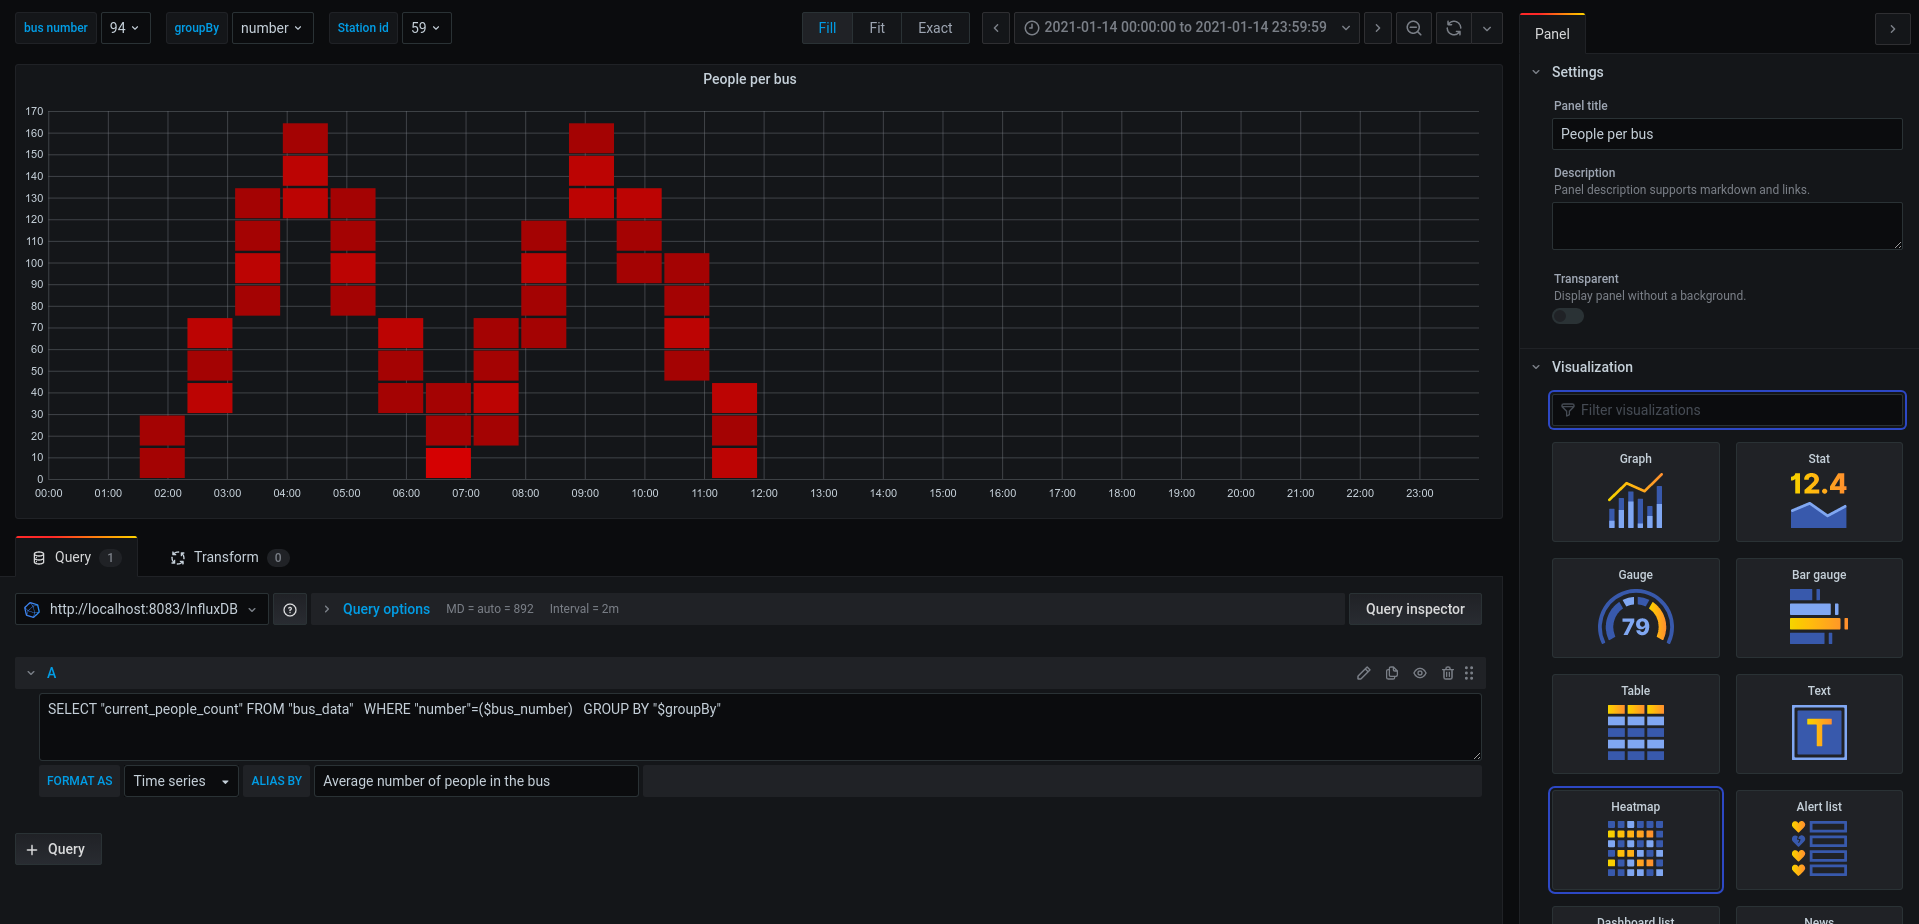 bus number 94 groupBy number Station id 59 Fill Fit Exact 2021-01-14 00:00:00 to 2021-01-14 23:59:59
People per bus
170
160
150
140
130
120
110
100
90
80
70
60
50
40
30
20
10
0
00:00 01:00 02:00 03:00 04:00 05:00 06:00 07:00 08:00 09:00 10:00 11:00 12:00 13:00 14:00 15:00 16:00 17:00 18:00 19:00 20:00 21:00 22:00 23:00
Query 1 Transform 0
http://localhost:8083/InfluxDB Query options MD = auto = 892 Interval = 2m Query inspector
A
SELECT "current_people_count" FROM "bus_data" WHERE "number"=($bus_number) GROUP BY "$groupBy"
FORMAT AS Time series ALIAS BY Average number of people in the bus
+ Query
Panel
Settings
Panel title
People per bus
Description
Panel description supports markdown and links.
Transparent
Display panel without a background.
Visualization
Filter visualizations
Graph Stat
12.4
Gauge Bar gauge
79
Table Text
T
Heatmap Alert list
Dashboard list News